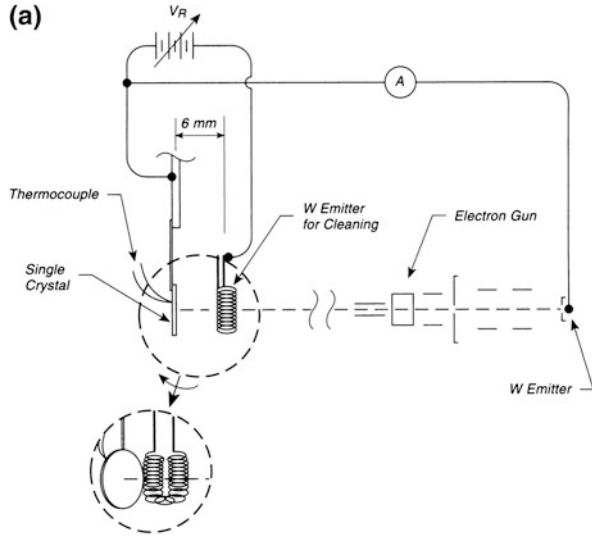 (a)
V_R
A
6 mm
Thermocouple
W Emitter
for Cleaning
Electron Gun
Single
Crystal
W Emitter